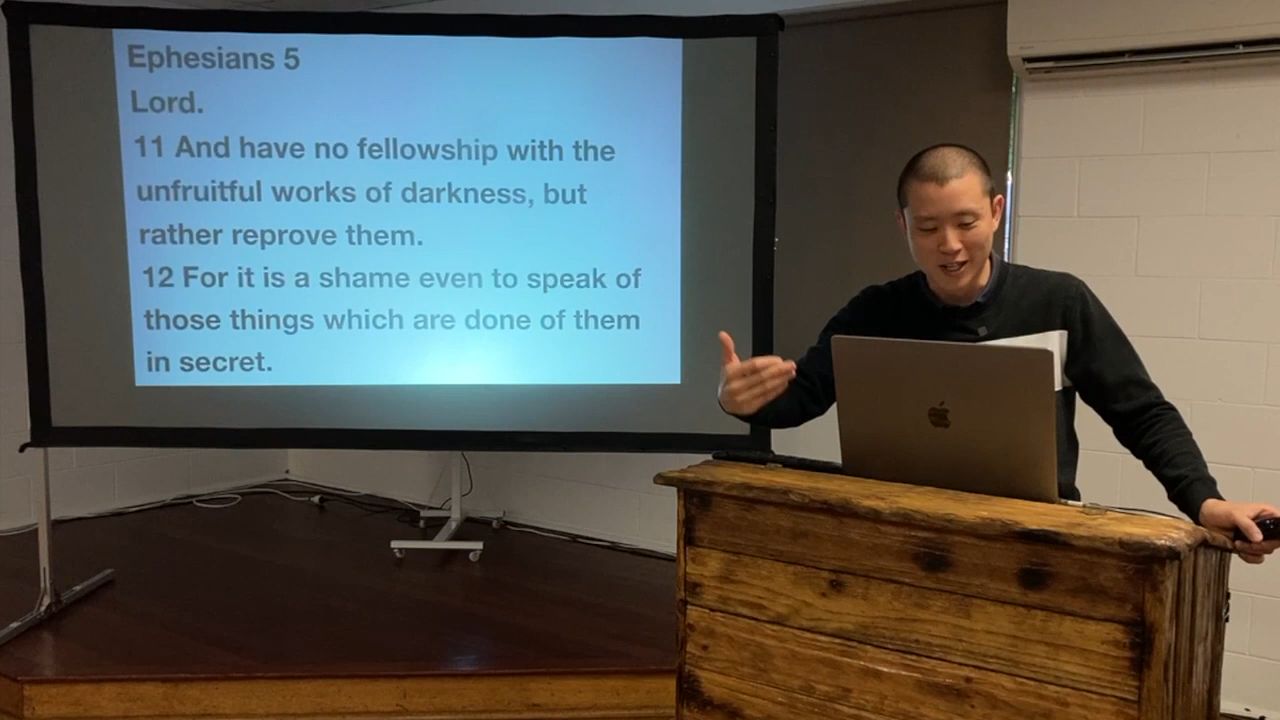 Ephesians 5
Lord.
11 And have no fellowship with the
unfruitful works of darkness, but
rather reprove them.
12 For it is a shame even to speak of
those things which are done of them
in secret.